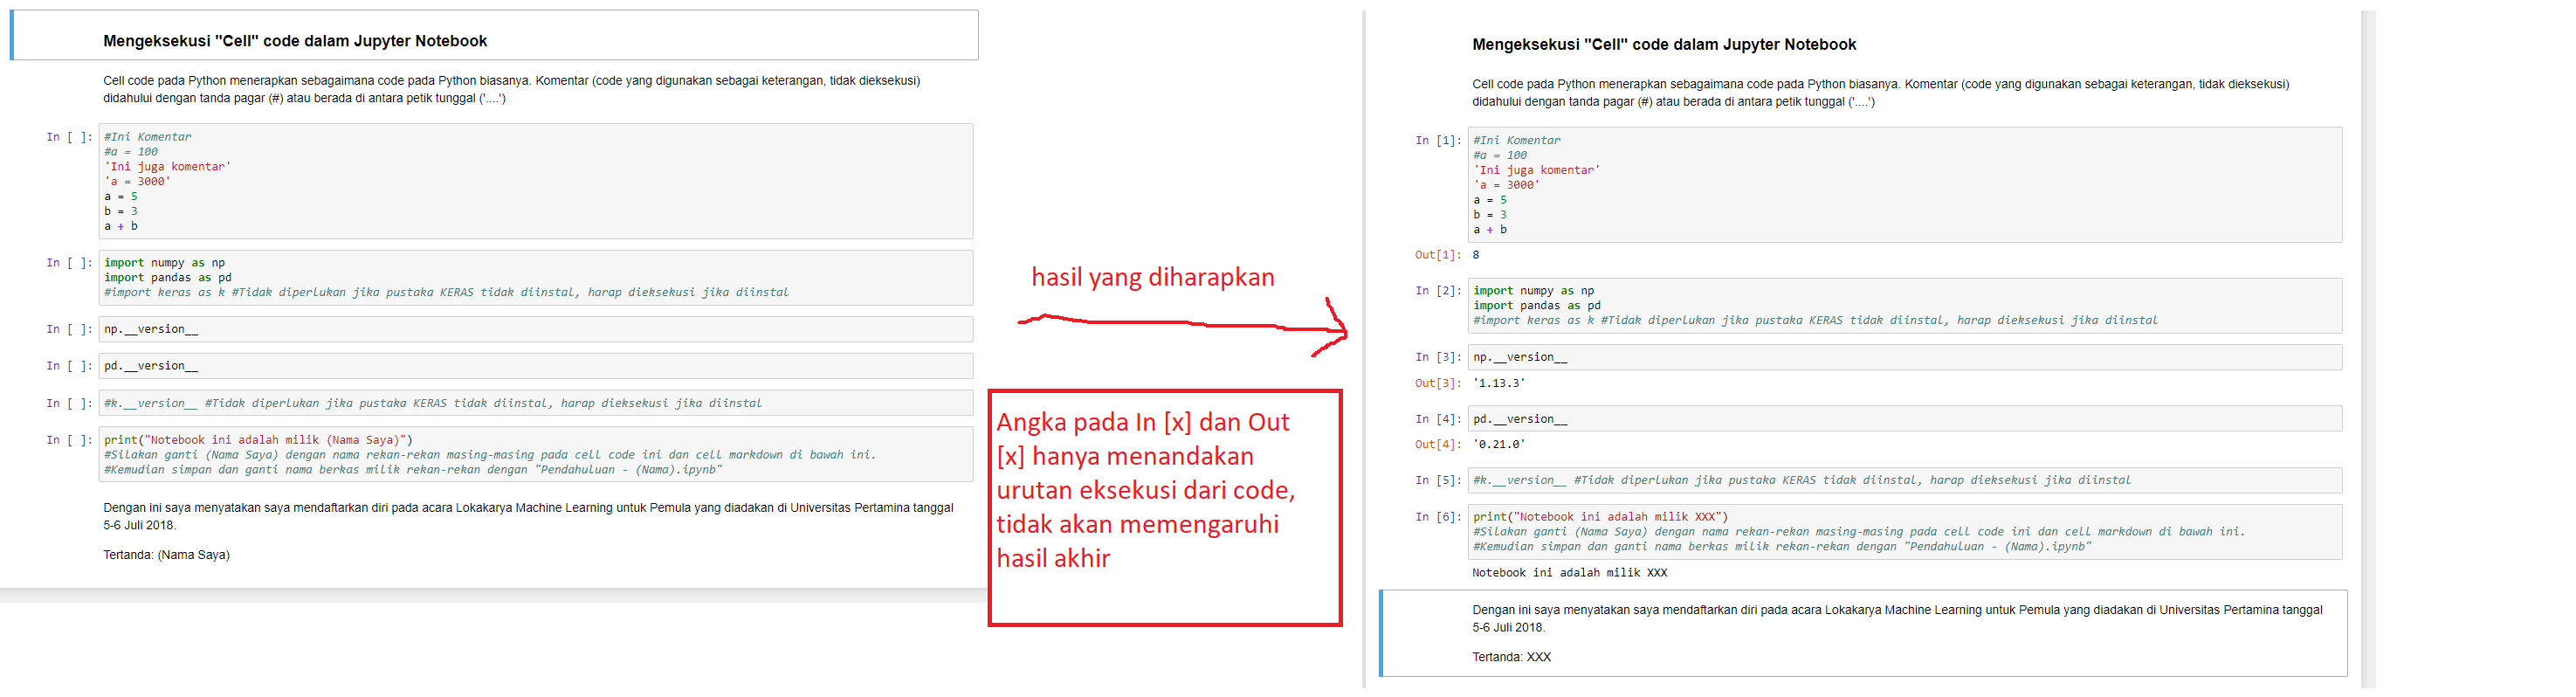 Mengeksekusi "Cell" code dalam Jupyter Notebook
Cell code pada Python menerapkan sebagaimana code pada Python biasanya. Komentar (code yang digunakan sebagai keterangan, tidak dieksekusi)
didahului dengan tanda pagar (#) atau berada di antara petik tunggal ('....')
In [ ]: #Ini Komentar
#a = 100
'Ini juga komentar'
'a = 3000'
a = 5
b = 3
a + b
In [ ]: import numpy as np
import pandas as pd
#import keras as k #Tidak diperlukan jika pustaka KERAS tidak diinstal, harap dieksekusi jika diinstal
In [ ]: np.__version__
In [ ]: pd.__version__
In [ ]: #k.__version__ #Tidak diperlukan jika pustaka KERAS tidak diinstal, harap dieksekusi jika diinstal
In [ ]: print("Notebook ini adalah milik (Nama Saya)")
#Silakan ganti (Nama Saya) dengan nama rekan-rekan masing-masing pada cell code ini dan cell markdown di bawah ini.
#Kemudian simpan dan ganti nama berkas milik rekan-rekan dengan "Pendahuluan - (Nama).ipynb"
Dengan ini saya menyatakan saya mendaftarkan diri pada acara Lokakarya Machine Learning untuk Pemula yang diadakan di Universitas Pertamina tanggal
5-6 Juli 2018.
Tertanda: (Nama Saya)
hasil yang diharapkan
Angka pada In [x] dan Out
[x] hanya menandakan
urutan eksekusi dari code,
tidak akan memengaruhi
hasil akhir
Mengeksekusi "Cell" code dalam Jupyter Notebook
Cell code pada Python menerapkan sebagaimana code pada Python biasanya. Komentar (code yang digunakan sebagai keterangan, tidak dieksekusi)
didahului dengan tanda pagar (#) atau berada di antara petik tunggal ('....')
In [1]: #Ini Komentar
#a = 100
'Ini juga komentar'
'a = 3000'
a = 5
b = 3
a + b
Out[1]: 8
In [2]: import numpy as np
import pandas as pd
#import keras as k #Tidak diperlukan jika pustaka KERAS tidak diinstal, harap dieksekusi jika diinstal
In [3]: np.__version__
Out[3]: '1.13.3'
In [4]: pd.__version__
Out[4]: '0.21.0'
In [5]: #k.__version__ #Tidak diperlukan jika pustaka KERAS tidak diinstal, harap dieksekusi jika diinstal
In [6]: print("Notebook ini adalah milik XXX")
#Silakan ganti (Nama Saya) dengan nama rekan-rekan masing-masing pada cell code ini dan cell markdown di bawah ini.
#Kemudian simpan dan ganti nama berkas milik rekan-rekan dengan "Pendahuluan - (Nama).ipynb"
Notebook ini adalah milik XXX
Dengan ini saya menyatakan saya mendaftarkan diri pada acara Lokakarya Machine Learning untuk Pemula yang diadakan di Universitas Pertamina tanggal
5-6 Juli 2018.
Tertanda: XXX